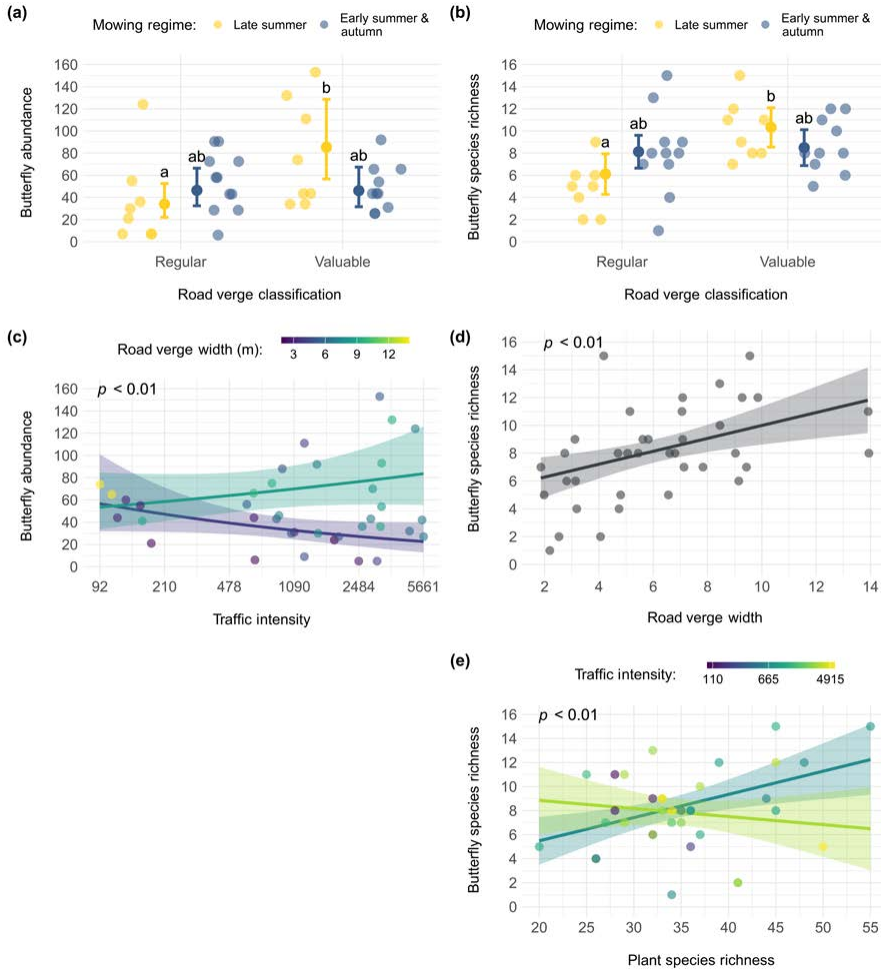 (a)
Mowing regime:
Late summer
Early summer &
autumn
Butterfly abundance
160
140
120
100
80
60
40
20
0
a
ab
b
ab
Regular
Valuable
Road verge classification
(b)
Mowing regime:
Late summer
Early summer &
autumn
Butterfly species richness
16
14
12
10
8
6
4
2
0
ab
a
b
ab
Regular
Valuable
Road verge classification
(c)
Road verge width (m):
3 6 9 12
p < 0.01
Butterfly abundance
160
140
120
100
80
60
40
20
0
92 210 478 1090 2484 5661
Traffic intensity
(d)
p < 0.01
Butterfly species richness
16
14
12
10
8
6
4
2
0
2 4 6 8 10 12 14
Road verge width
(e)
Traffic intensity:
110 665 4915
p < 0.01
Butterfly species richness
16
14
12
10
8
6
4
2
0
20 25 30 35 40 45 50 55
Plant species richness